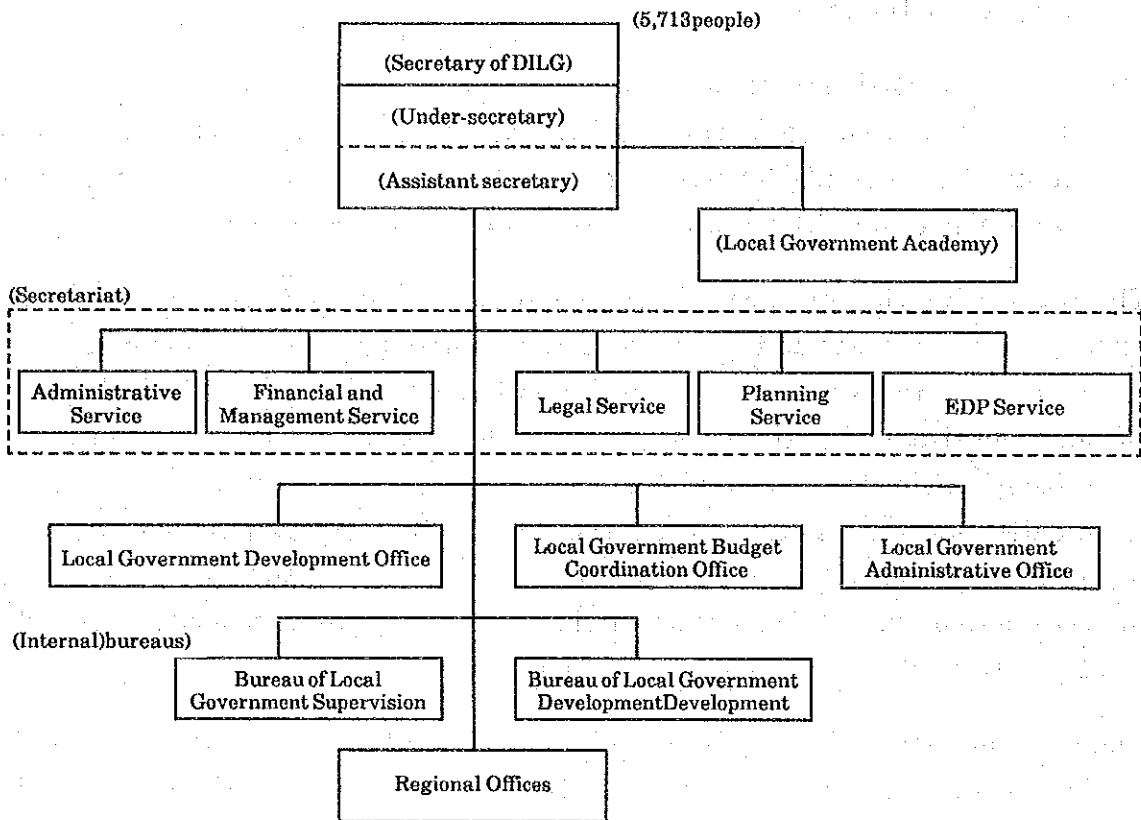 (5,713people)
(Secretary of DILG)
(Under-secretary)
(Assistant secretary)
(Local Government Academy)
(Secretariat)
Administrative
Service
Financial and
Management Service
Legal Service
Planning
Service
EDP Service
Local Government Development Office
Local Government Budget
Coordination Office
Local Government
Administrative Office
(Internal)bureaus)
Bureau of Local
Government Supervision
Bureau of Local Government
DevelopmentDevelopment
Regional Offices